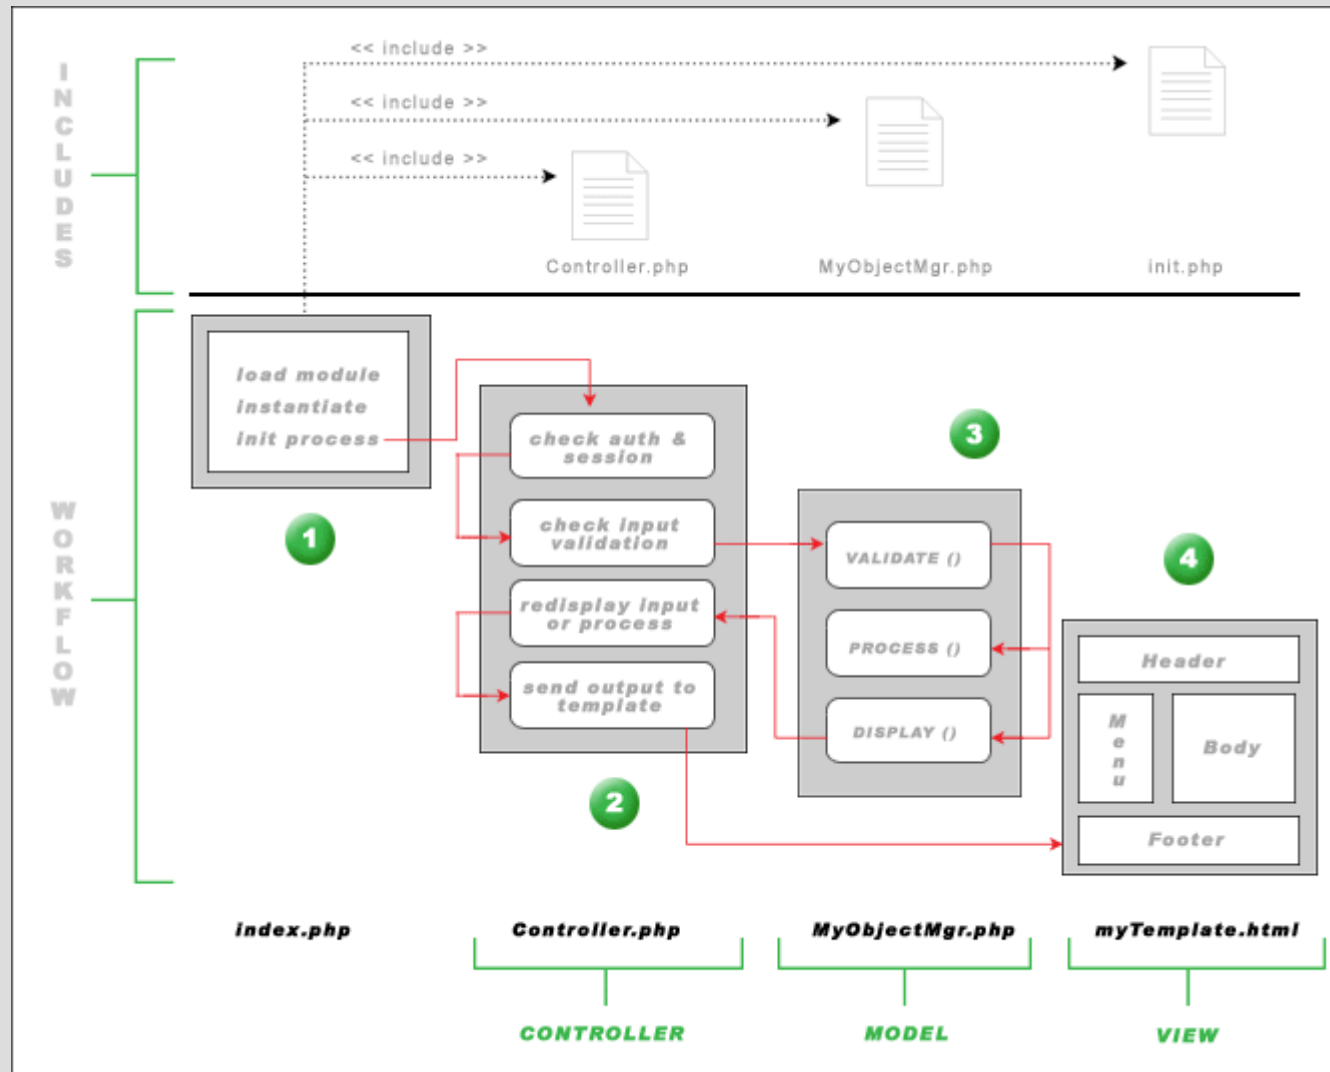 INCLUDES
<< include >>
<< include >>
<< include >>
Controller.php
MyObjectMgr.php
init.php
WORKFLOW
load module
instantiate
init process
1
check auth &
session
check input
validation
redisplay input
or process
send output to
template
2
3
VALIDATE ()
PROCESS ()
DISPLAY ()
4
Header
Menu
Body
Footer
index.php
Controller.php
MyObjectMgr.php
myTemplate.html
CONTROLLER
MODEL
VIEW